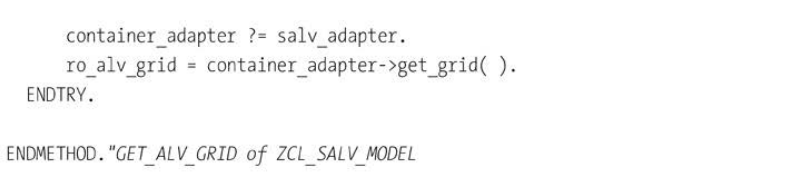 container_adapter ?= salv_adapter.
ro_alv_grid = container_adapter->get_grid( ).
ENDTRY.
ENDMETHOD."GET_ALV_GRID of ZCL_SALV_MODEL